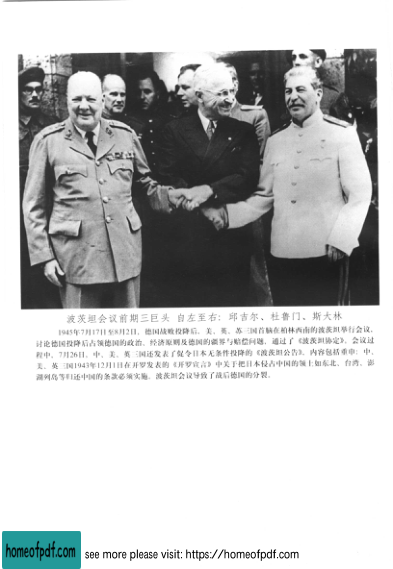 波茨坦会议前期三巨头 自左至右：邱吉尔、杜鲁门、斯大林
1945年7月17日至8月2日，德国战败投降后，美、英、苏三国首脑在柏林西南的波茨坦举行会议，
讨论德国投降后占领德国的政治、经济原则及德国的疆界与赔偿问题，通过了《波茨坦协定》。会议过
程中，7月26日，中、美、英三国还发表了促令日本无条件投降的《波茨坦公告》，内容包括重申：中、
美、英三国1943年12月1日在开罗发表的《开罗宣言》中关于把日本侵占中国的领土如东北、台湾、澎
湖列岛等归还中国的条款必须实施。波茨坦会议导致了战后德国的分裂。
homeofpdf.com
see more please visit: https://homeofpdf.com